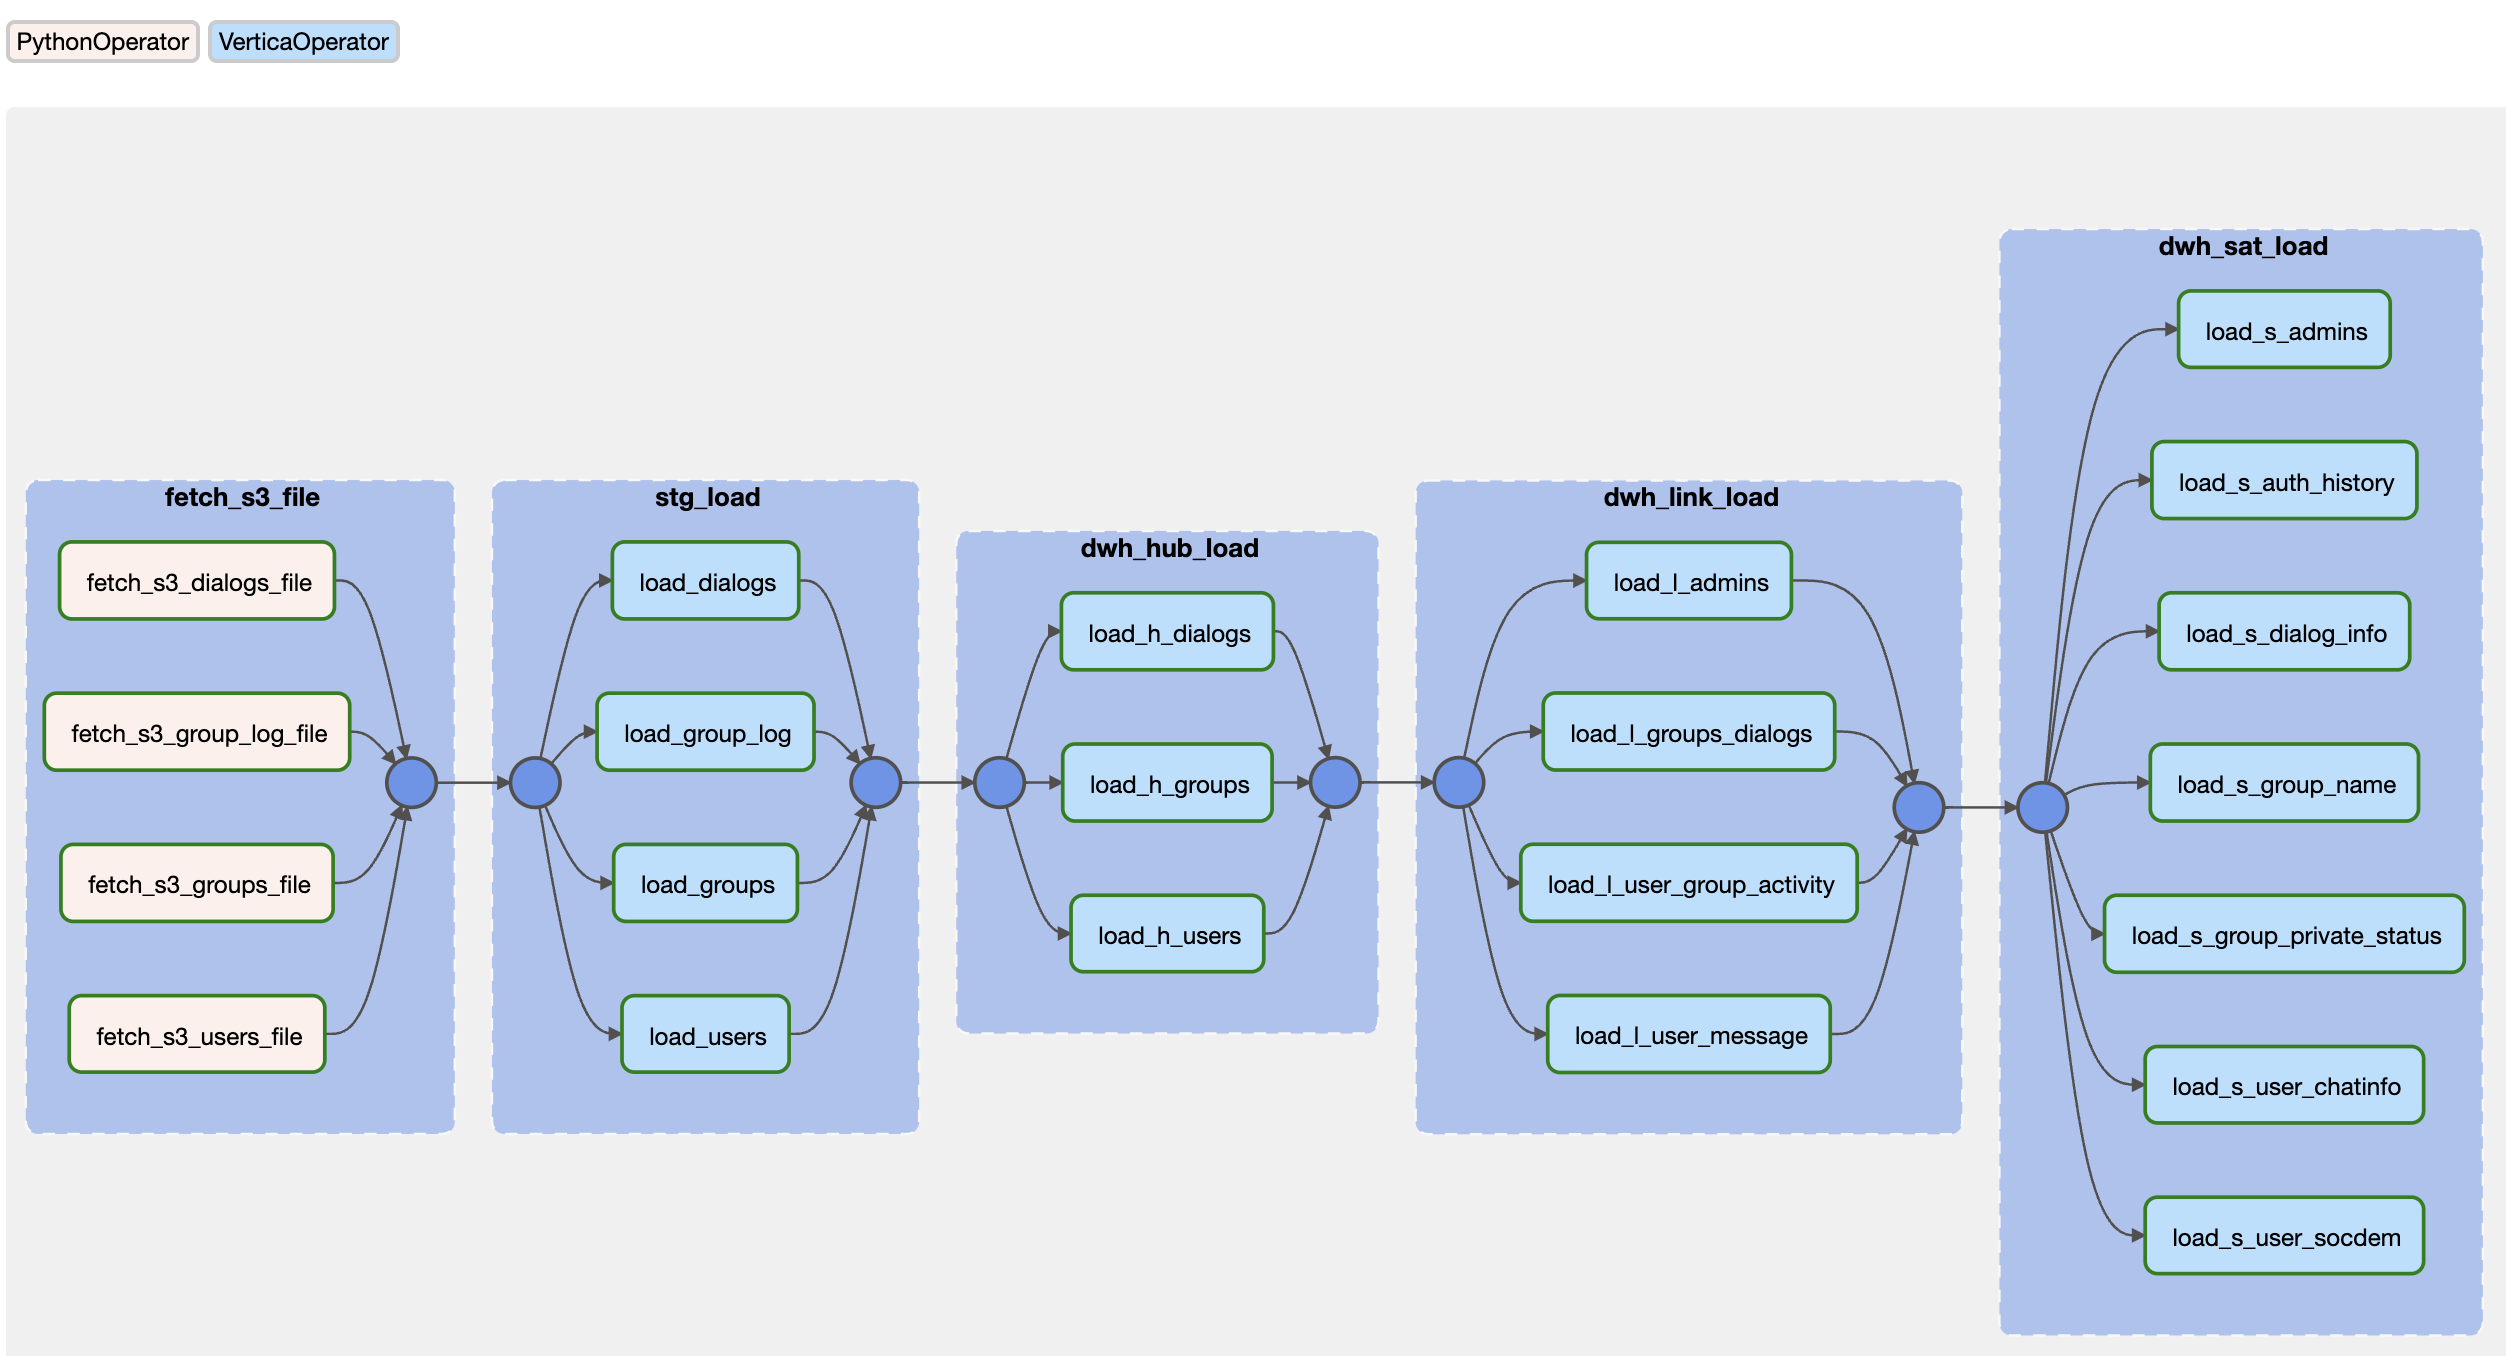 PythonOperator
VerticaOperator
fetch_s3_file
fetch_s3_dialogs_file
fetch_s3_group_log_file
fetch_s3_groups_file
fetch_s3_users_file
stg_load
load_dialogs
load_group_log
load_groups
load_users
dwh_hub_load
load_h_dialogs
load_h_groups
load_h_users
dwh_link_load
load_l_admins
load_l_groups_dialogs
load_l_user_group_activity
load_l_user_message
dwh_sat_load
load_s_admins
load_s_auth_history
load_s_dialog_info
load_s_group_name
load_s_group_private_status
load_s_user_chatinfo
load_s_user_socdem